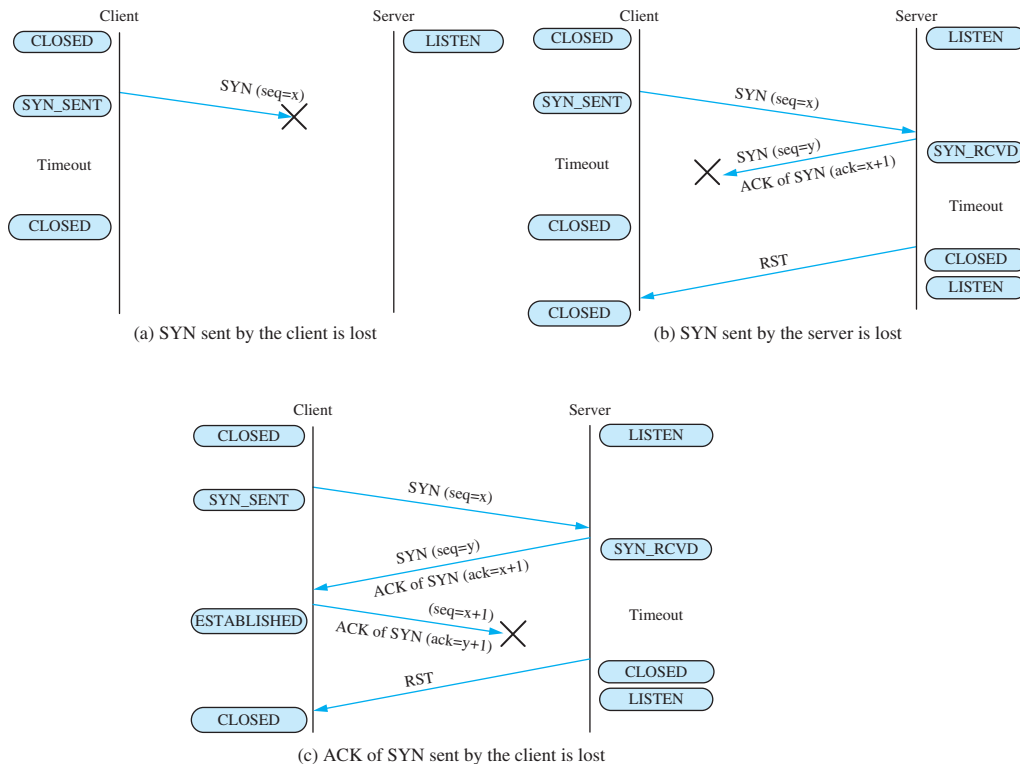 Client
Server
CLOSED
LISTEN
SYN (seq=x)
SYN_SENT
Timeout
CLOSED
(a) SYN sent by the client is lost
Client
Server
CLOSED
LISTEN
SYN_SENT
SYN (seq=x)
SYN (seq=y)
SYN_RCVD
ACK of SYN (ack=x+1)
Timeout
Timeout
CLOSED
RST
CLOSED
LISTEN
CLOSED
(b) SYN sent by the server is lost
Client
Server
CLOSED
LISTEN
SYN (seq=x)
SYN_SENT
SYN (seq=y)
SYN_RCVD
ACK of SYN (ack=x+1)
(seq=x+1)
ESTABLISHED
ACK of SYN (ack=y+1)
Timeout
RST
CLOSED
LISTEN
CLOSED
(c) ACK of SYN sent by the client is lost